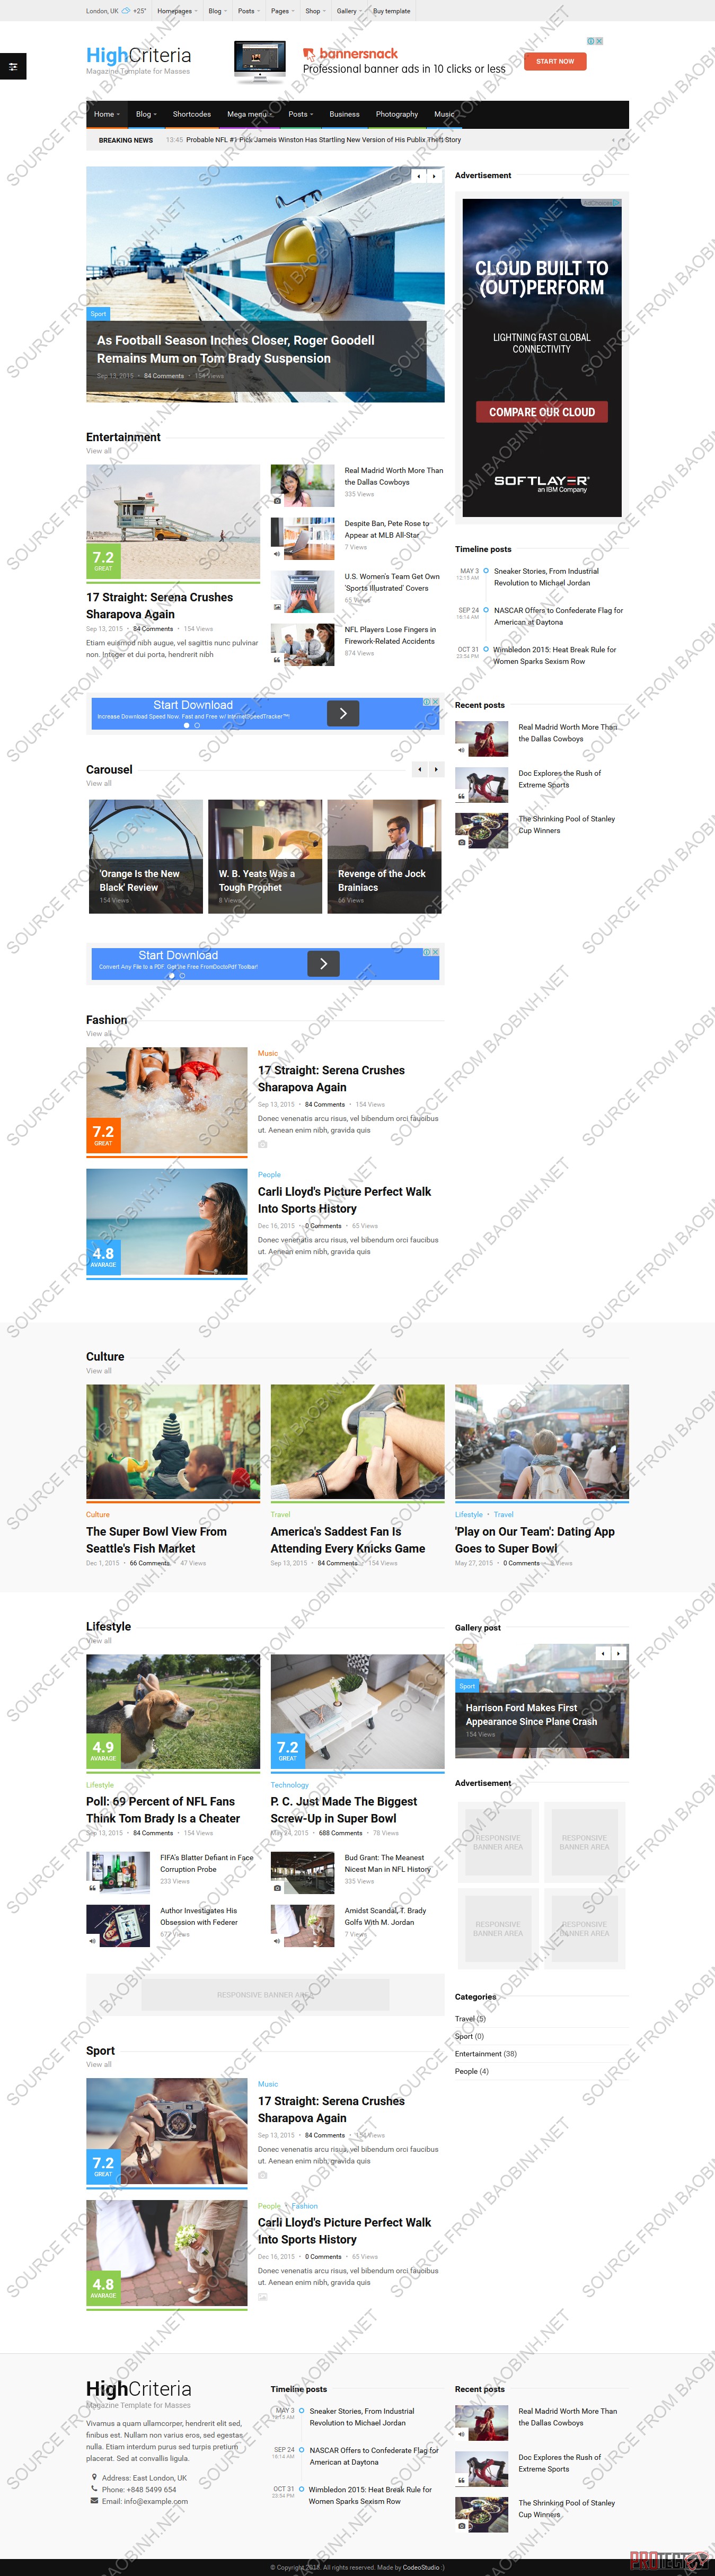 London, UK +25° Homepages Blog Posts Pages Shop Gallery Buy template
HighCriteria
Magazine Template for Masses
bannersnack
Professional banner ads in 10 clicks or less
START NOW
Home Blog Shortcodes Mega menu Posts Business Photography Music
BREAKING NEWS 13:45 Probable NFL #1 Pick Jameis Winston Has Startling New Version of His Publix Theft Story
Sport
As Football Season Inches Closer, Roger Goodell
Remains Mum on Tom Brady Suspension
Sep 13, 2015 • 84 Comments • 154 Views
Advertisement
AdChoices
CLOUD BUILT TO
(OUT)PERFORM
LIGHTNING FAST GLOBAL
CONNECTIVITY
COMPARE OUR CLOUD
SOFTLAYER®
an IBM Company
Entertainment
View all
7.2
GREAT
17 Straight: Serena Crushes
Sharapova Again
Sep 13, 2015 • 84 Comments • 154 Views
Etiam euismod nibh augue, vel sagittis nunc pulvinar
non. Integer et dui porta, hendrerit nibh
Real Madrid Worth More Than
the Dallas Cowboys
335 Views
Despite Ban, Pete Rose to
Appear at MLB All-Star
7 Views
U.S. Women's Team Get Own
'Sports Illustrated' Covers
65 Views
NFL Players Lose Fingers in
Firework-Related Accidents
874 Views
Timeline posts
MAY 3
12:15 AM
Sneaker Stories, From Industrial
Revolution to Michael Jordan
SEP 24
16:14 AM
NASCAR Offers to Confederate Flag for
American at Daytona
OCT 31
23:54 PM
Wimbledon 2015: Heat Break Rule for
Women Sparks Sexism Row
Start Download
Increase Download Speed Now. Fast and Free w/ InternetSpeedTracker™!
Recent posts
Real Madrid Worth More Than
the Dallas Cowboys
Doc Explores the Rush of
Extreme Sports
The Shrinking Pool of Stanley
Cup Winners
Carousel
View all
'Orange Is the New
Black' Review
154 Views
W. B. Yeats Was a
Tough Prophet
8 Views
Revenge of the Jock
Brainiacs
66 Views
Start Download
Convert Any File to a PDF. Get the Free FromDoctoPdf Toolbar!
Fashion
View all
7.2
GREAT
Music
17 Straight: Serena Crushes
Sharapova Again
Sep 13, 2015 • 84 Comments • 154 Views
Donec venenatis arcu risus, vel bibendum orci faucibus
ut. Aenean enim nibh, gravida quis
4.8
AVARAGE
People
Carli Lloyd's Picture Perfect Walk
Into Sports History
Dec 16, 2015 • 0 Comments • 65 Views
Donec venenatis arcu risus, vel bibendum orci faucibus
ut. Aenean enim nibh, gravida quis
Culture
View all
Culture
The Super Bowl View From
Seattle's Fish Market
Dec 1, 2015 • 66 Comments • 47 Views
Travel
America's Saddest Fan Is
Attending Every Knicks Game
Sep 13, 2015 • 84 Comments • 154 Views
Lifestyle • Travel
'Play on Our Team': Dating App
Goes to Super Bowl
May 27, 2015 • 0 Comments • Views
Lifestyle
View all
4.9
AVARAGE
Lifestyle
Poll: 69 Percent of NFL Fans
Think Tom Brady Is a Cheater
Sep 13, 2015 • 84 Comments • 154 Views
7.2
GREAT
Technology
P. C. Just Made The Biggest
Screw-Up in Super Bowl
May 24, 2015 • 688 Comments • 78 Views
FIFA's Blatter Defiant in Face
Corruption Probe
233 Views
Author Investigates His
Obsession with Federer
677 Views
Bud Grant: The Meanest
Nicest Man in NFL History
335 Views
Amidst Scandal, T. Brady
Golfs With M. Jordan
7 Views
Gallery post
Sport
Harrison Ford Makes First
Appearance Since Plane Crash
154 Views
Advertisement
RESPONSIVE
BANNER AREA
RESPONSIVE
BANNER AREA
RESPONSIVE
BANNER AREA
RESPONSIVE
BANNER AREA
RESPONSIVE BANNER AREA
Categories
Travel (5)
Sport (0)
Entertainment (38)
People (4)
Sport
View all
7.2
GREAT
Music
17 Straight: Serena Crushes
Sharapova Again
Sep 13, 2015 • 84 Comments • 154 Views
Donec venenatis arcu risus, vel bibendum orci faucibus
ut. Aenean enim nibh, gravida quis
4.8
AVARAGE
People • Fashion
Carli Lloyd's Picture Perfect Walk
Into Sports History
Dec 16, 2015 • 0 Comments • 65 Views
Donec venenatis arcu risus, vel bibendum orci faucibus
ut. Aenean enim nibh, gravida quis
HighCriteria
Magazine Template for Masses
Vivamus a quam ullamcorper, hendrerit elit sed,
finibus est. Nullam non varius eros, sed egestas
nulla. Etiam interdum purus sed turpis pretium
placerat. Sed at convallis ligula.
Address: East London, UK
Phone: +848 5499 654
Email: info@example.com
Timeline posts
MAY 3
12:15 AM
Sneaker Stories, From Industrial
Revolution to Michael Jordan
SEP 24
16:14 AM
NASCAR Offers to Confederate Flag for
American at Daytona
OCT 31
23:54 PM
Wimbledon 2015: Heat Break Rule for
Women Sparks Sexism Row
Recent posts
Real Madrid Worth More Than
the Dallas Cowboys
Doc Explores the Rush of
Extreme Sports
The Shrinking Pool of Stanley
Cup Winners
© Copyright 2015. All rights reserved. Made by CodeoStudio :)
SOURCE FROM BAOBINH.NET